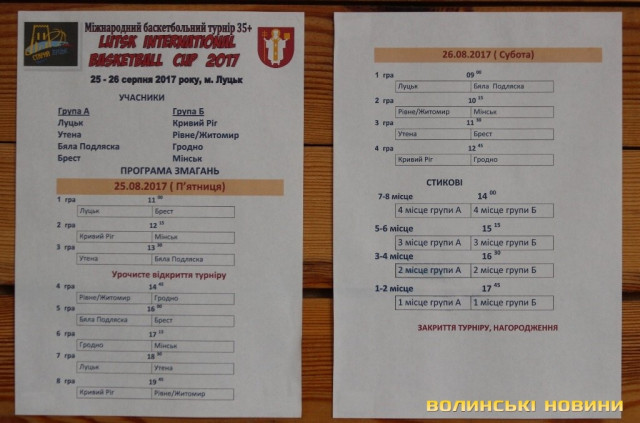 Міжнародний баскетбольний турнір 35+
LUTSK INTERNATIONAL
BASKETBALL CUP 2017
25 - 26 серпня 2017 року, м. Луцьк
УЧАСНИКИ
Група А Група Б
Луцьк Кривий Ріг
Утена Рівне/Житомир
Бяла Подляска Гродно
Брест Мінськ
ПРОГРАМА ЗМАГАНЬ
25.08.2017 ( П'ятниця)
1 гра 11 00
Луцьк Брест
2 гра 12 15
Кривий Ріг Мінськ
3 гра 13 30
Утена Бяла Подляска
Урочисте відкриття турніру
4 гра 14 45
Рівне/Житомир Гродно
5 гра 16 00
Бяла Подляска Брест
6 гра 17 15
Гродно Мінськ
7 гра 18 30
Луцьк Утена
8 гра 19 45
Кривий Ріг Рівне/Житомир
26.08.2017 (Субота)
1 гра 09 00
Луцьк Бяла Подляска
2 гра 10 15
Рівне/Житомир Мінськ
3 гра 11 30
Утена Брест
4 гра 12 45
Кривий Ріг Гродно
СТИКОВІ
7-8 місце 14 00
4 місце групи А 4 місце групи Б
5-6 місце 15 15
3 місце групи А 3 місце групи Б
3-4 місце 16 30
2 місце групи А 2 місце групи Б
1-2 місце 17 45
1 місце групи А 1 місце групи Б
ЗАКРИТТЯ ТУРНІРУ, НАГОРОДЖЕННЯ
ВОЛИНСЬКІ НОВИНИ